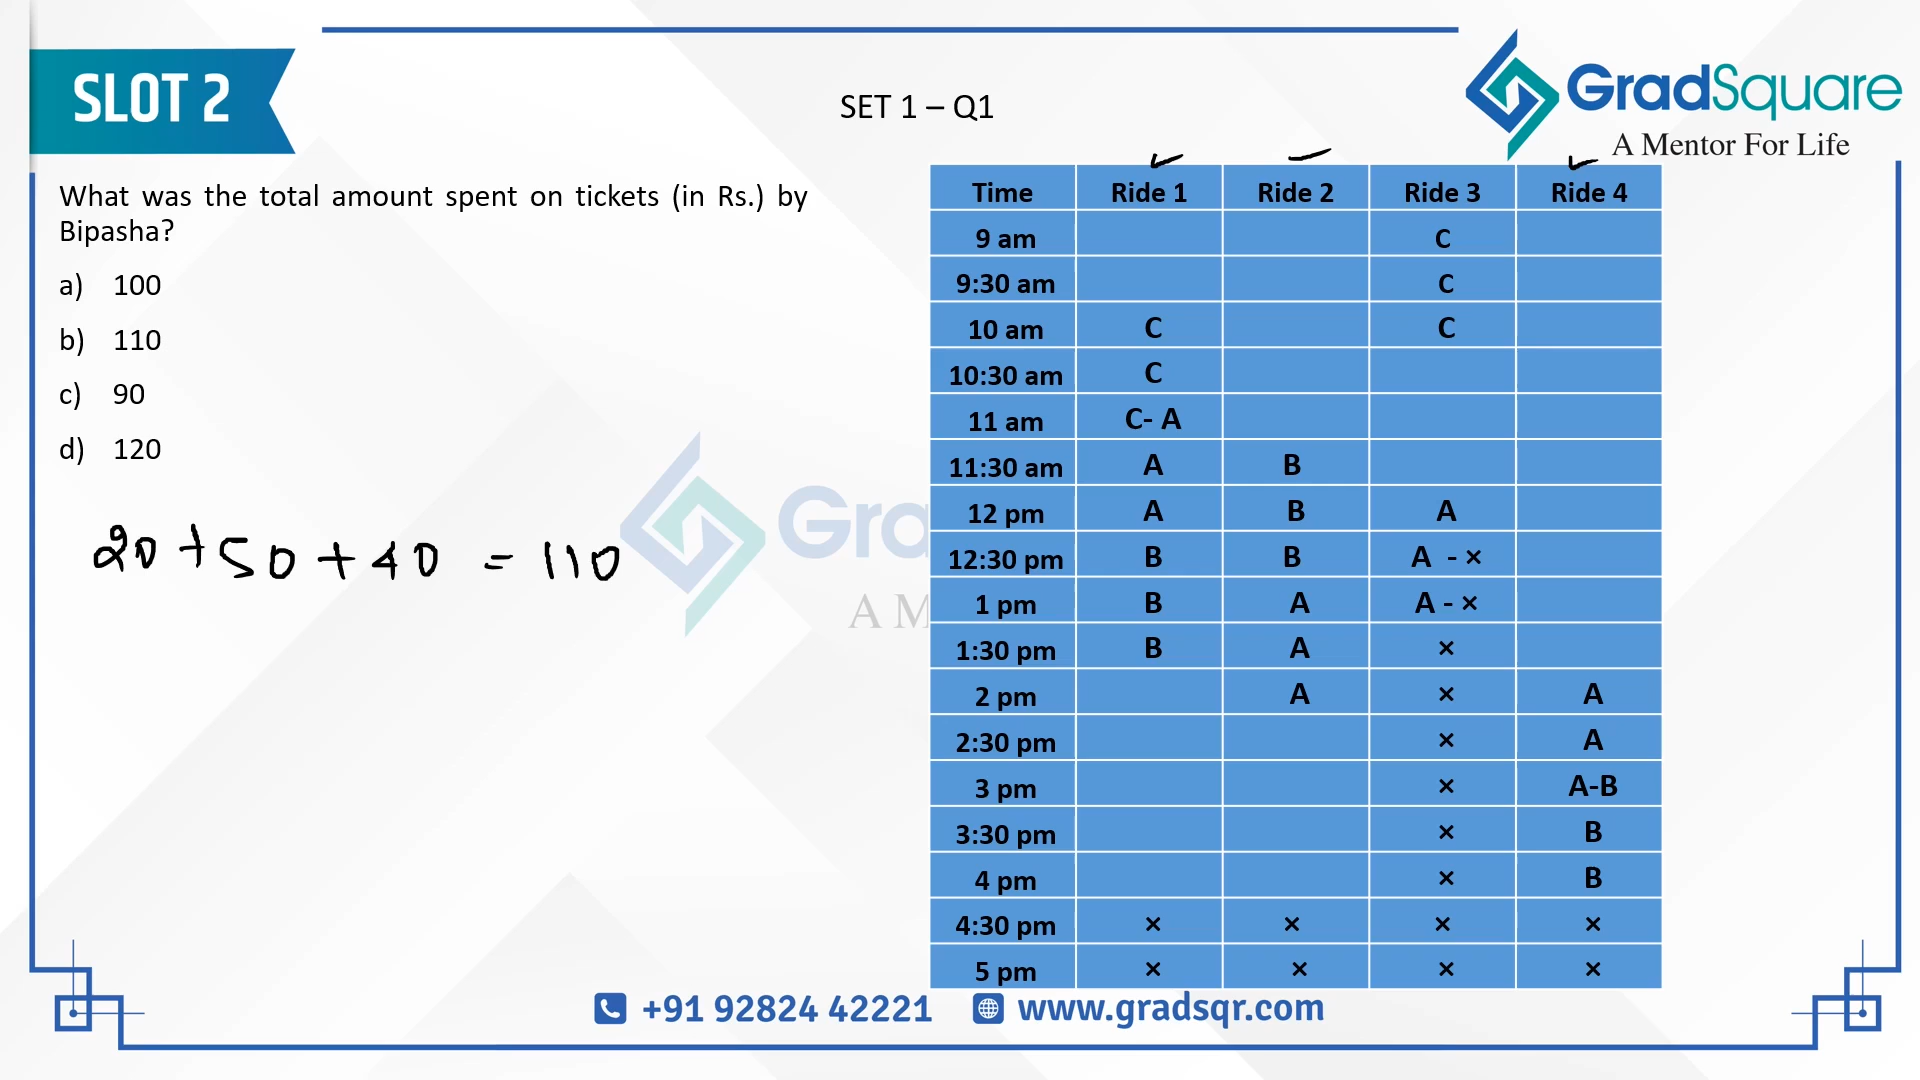 SLOT 2
SET 1 – Q1
GradSquare
A Mentor For Life
What was the total amount spent on tickets (in Rs.) by
Bipasha?
a) 100
b) 110
c) 90
d) 120
20 + 50 + 40 = 110
Gra
A M
Time Ride 1 Ride 2 Ride 3 Ride 4
9 am C
9:30 am C
10 am C C
10:30 am C
11 am C- A
11:30 am A B
12 pm A B A
12:30 pm B B A - ×
1 pm B A A - ×
1:30 pm B A ×
2 pm A × A
2:30 pm × A
3 pm × A-B
3:30 pm × B
4 pm × B
4:30 pm × × × ×
5 pm × × × ×
+91 92824 42221 www.gradsqr.com